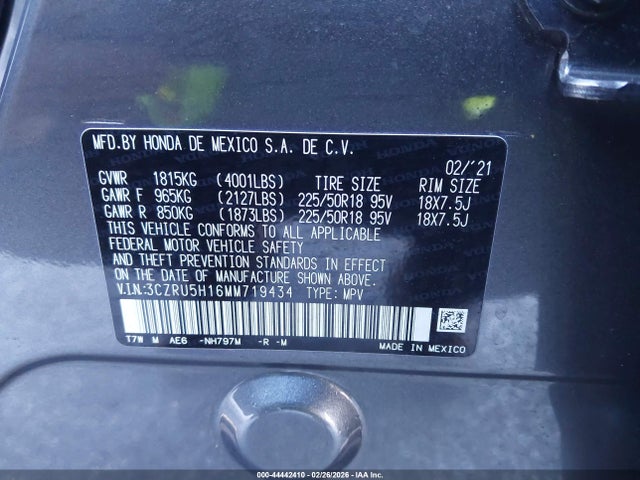 MFD.BY HONDA DE MEXICO S.A. DE C.V.
02/'21
GVWR 1815KG (4001LBS) TIRE SIZE RIM SIZE
GAWR F 965KG (2127LBS) 225/50R18 95V 18X7.5J
GAWR R 850KG (1873LBS) 225/50R18 95V 18X7.5J
THIS VEHICLE CONFORMS TO ALL APPLICABLE
FEDERAL MOTOR VEHICLE SAFETY
AND THEFT PREVENTION STANDARDS IN EFFECT
ON THE DATE OF MANUFACTURE SHOWN ABOVE.
V.I.N:3CZRU5H16MM719434 TYPE: MPV
T7W M AE6 -NH797M -R -M
MADE IN MEXICO
000-44442410 - 02/26/2026 - IAA Inc.